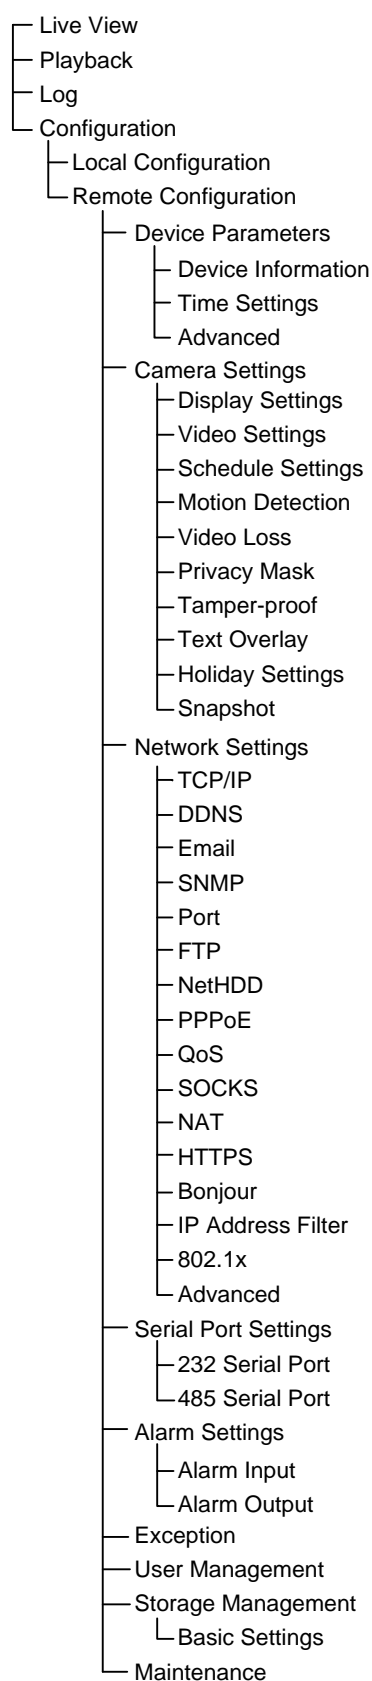 Live View
Playback
Log
Configuration
Local Configuration
Remote Configuration
Device Parameters
Device Information
Time Settings
Advanced
Camera Settings
Display Settings
Video Settings
Schedule Settings
Motion Detection
Video Loss
Privacy Mask
Tamper-proof
Text Overlay
Holiday Settings
Snapshot
Network Settings
TCP/IP
DDNS
Email
SNMP
Port
FTP
NetHDD
PPPoE
QoS
SOCKS
NAT
HTTPS
Bonjour
IP Address Filter
802.1x
Advanced
Serial Port Settings
232 Serial Port
485 Serial Port
Alarm Settings
Alarm Input
Alarm Output
Exception
User Management
Storage Management
Basic Settings
Maintenance